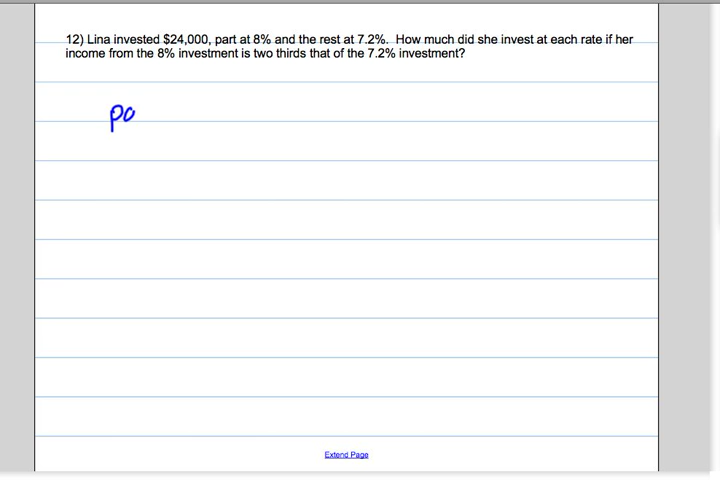 12) Lina invested $24,000, part at 8% and the rest at 7.2%. How much did she invest at each rate if her
income from the 8% investment is two thirds that of the 7.2% investment?
pa
Extend Page